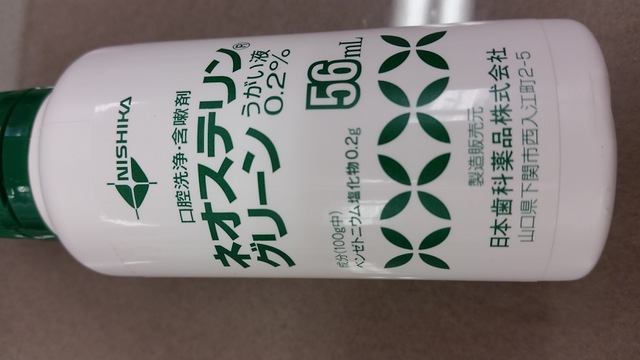 NISHIKA
口腔洗浄・含嗽剤
ネオステリン®
グリーン うがい液
0.2%
56mL
成分(100g中)
ベンゼトニウム塩化物0.2g
製造販売元
日本歯科薬品株式会社
山口県下関市西入江町2-5